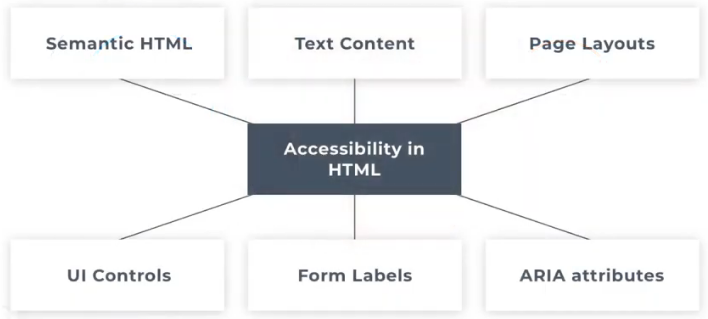 Semantic HTML
Text Content
Page Layouts
Accessibility in
HTML
UI Controls
Form Labels
ARIA attributes